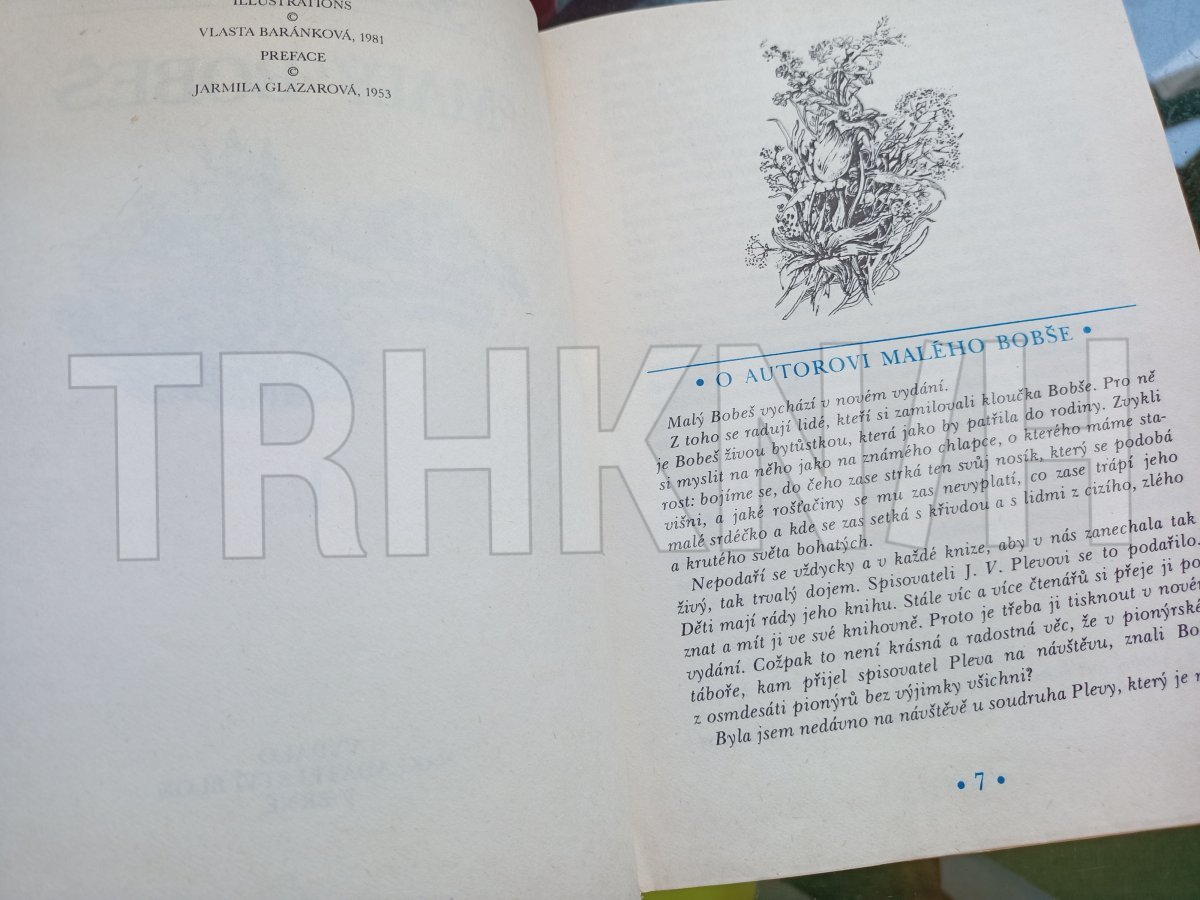 ILLUSTRATIONS
©
VLASTA BARÁNKOVÁ, 1981
PREFACE
©
JARMILA GLAZAROVÁ, 1953
• O AUTOROVI MALÉHO BOBŠE •
Malý Bobeš vychází v novém vydání.
Z toho se radují lidé, kteří si zamilovali kloučka Bobše. Pro ně
je Bobeš živou bytůstkou, která jako by patřila do rodiny. Zvykli
si myslit na něho jako na známého chlapce, o kterého máme sta-
rost: bojíme se, do čeho zase strká ten svůj nosík, který se podobá
višni, a jaké rošťačiny se mu zas nevyplatí, co zase trápí jeho
malé srdéčko a kde se zas setká s křivdou a s lidmi z cizího, zlého
a krutého světa bohatých.
Nepodaří se vždycky a v každé knize, aby v nás zanechala tak
živý, tak trvalý dojem. Spisovateli J. V. Plevovi se to podařilo.
Děti mají rády jeho knihu. Stále víc a více čtenářů si přeje ji po
znat a mít ji ve své knihovně. Proto je třeba ji tisknout v novém
vydání. Cožpak to není krásná a radostná věc, že v pionýrské
táboře, kam přijel spisovatel Pleva na návštěvu, znali Bo
z osmdesáti pionýrů bez výjimky všichni?
Byla jsem nedávno na návštěvě u soudruha Plevy, který je
• 7 •
TRHKNIH